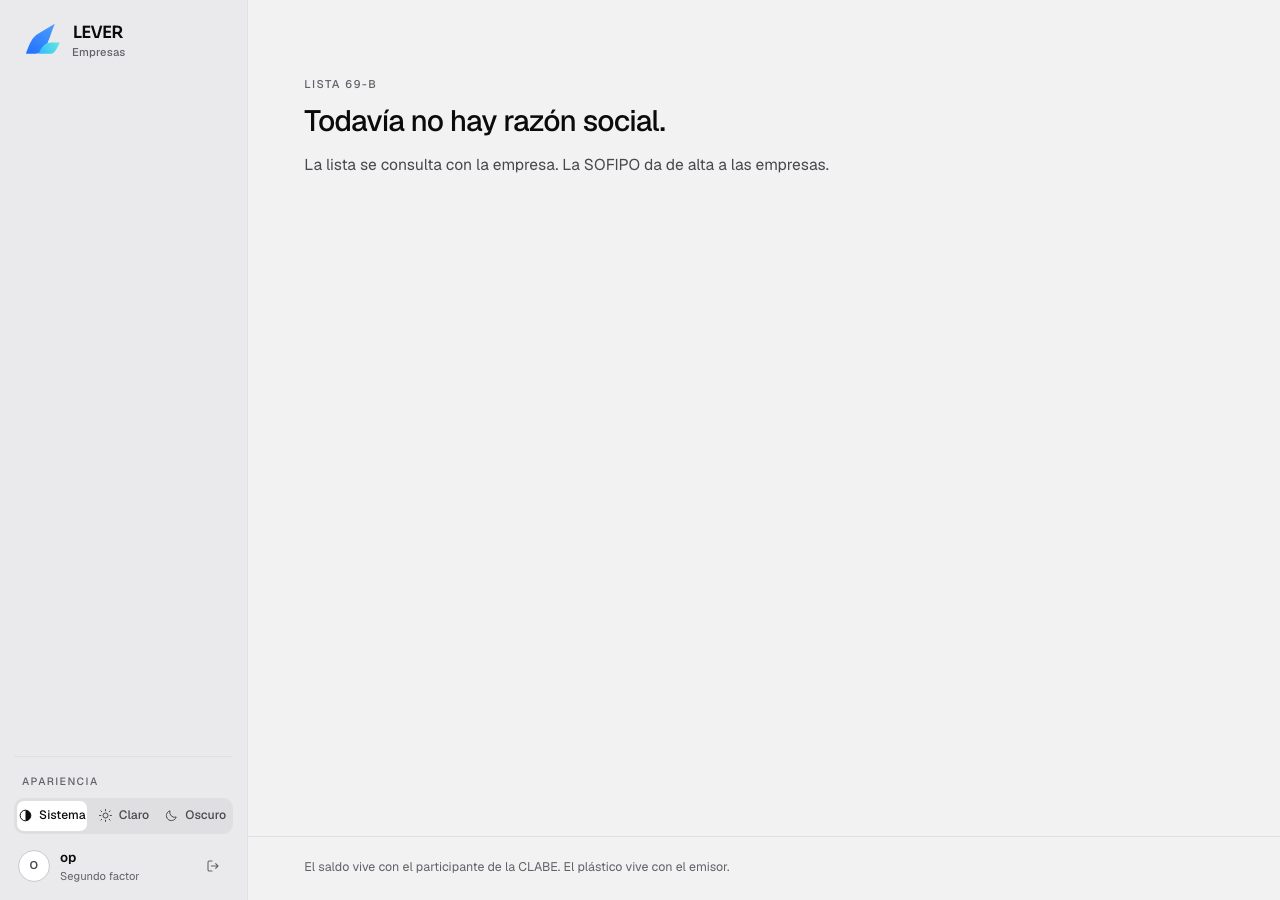 LEVER
Empresas
LISTA 69-B
Todavía no hay razón social.
La lista se consulta con la empresa. La SOFIPO da de alta a las empresas.
APARIENCIA
Sistema Claro Oscuro
O
op
Segundo factor
El saldo vive con el participante de la CLABE. El plástico vive con el emisor.